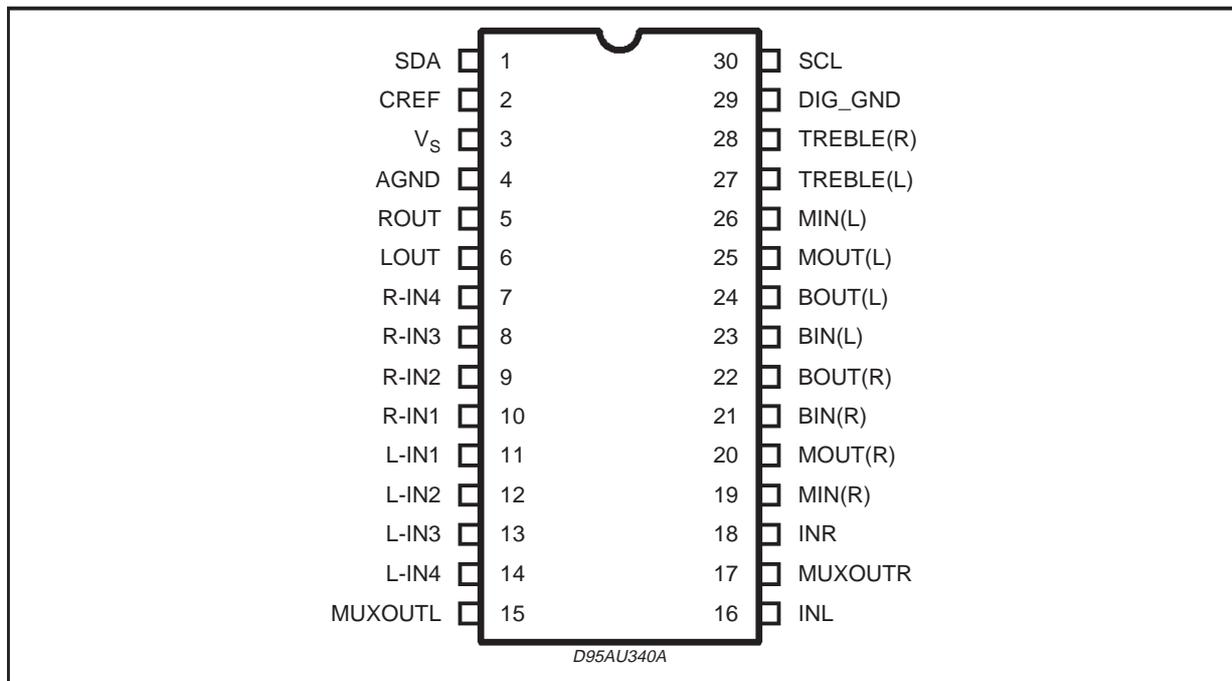 SDA 1 30 SCL
CREF 2 29 DIG_GND
VS 3 28 TREBLE(R)
AGND 4 27 TREBLE(L)
ROUT 5 26 MIN(L)
LOUT 6 25 MOUT(L)
R-IN4 7 24 BOUT(L)
R-IN3 8 23 BIN(L)
R-IN2 9 22 BOUT(R)
R-IN1 10 21 BIN(R)
L-IN1 11 20 MOUT(R)
L-IN2 12 19 MIN(R)
L-IN3 13 18 INR
L-IN4 14 17 MUXOUTR
MUXOUTL 15 16 INL
D95AU340A